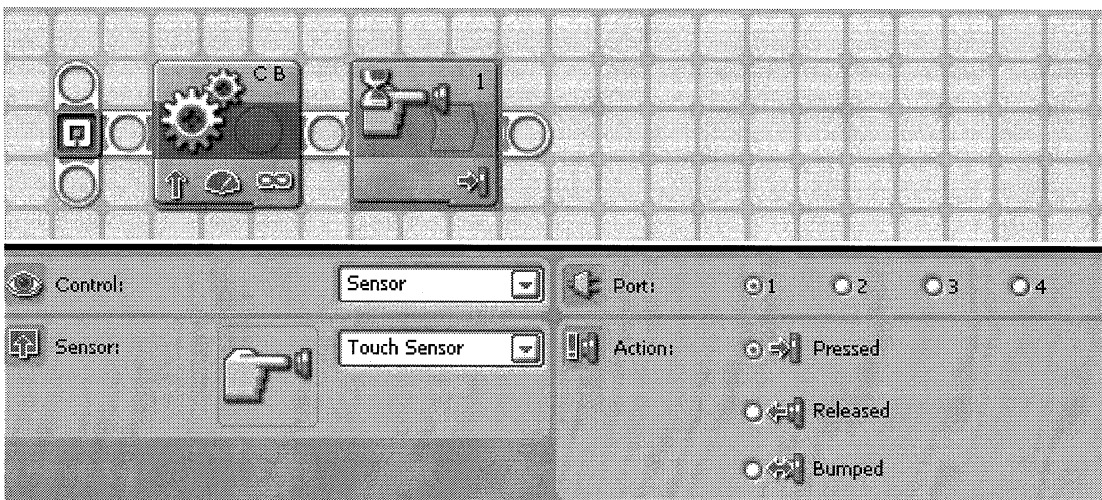 C B
1
Control:
Sensor
Port:
1 2 3 4
Sensor:
Touch Sensor
Action:
Pressed
Released
Bumped